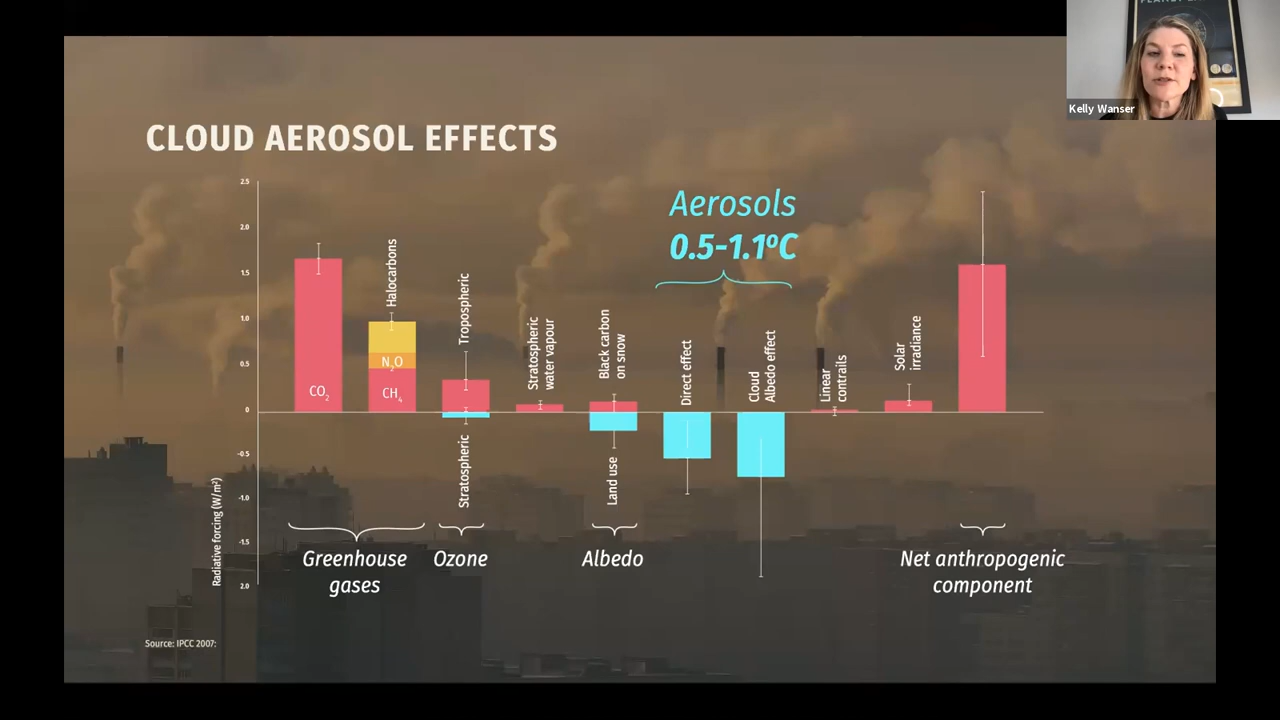 Kelly Wanser
CLOUD AEROSOL EFFECTS
Aerosols
0.5-1.1ºC
2.5
2.0
1.5
1.0
0.5
0
-0.5
-1.0
-1.5
2.0
Radiative forcing (W/m²)
CO₂
Halocarbons
N₂O
CH₄
Tropospheric
Stratospheric
Stratospheric
water vapour
Black carbon
on snow
Land use
Direct effect
Cloud
Albedo effect
Linear
contrails
Solar
irradiance
Greenhouse
gases
Ozone
Albedo
Net anthropogenic
component
Source: IPCC 2007: